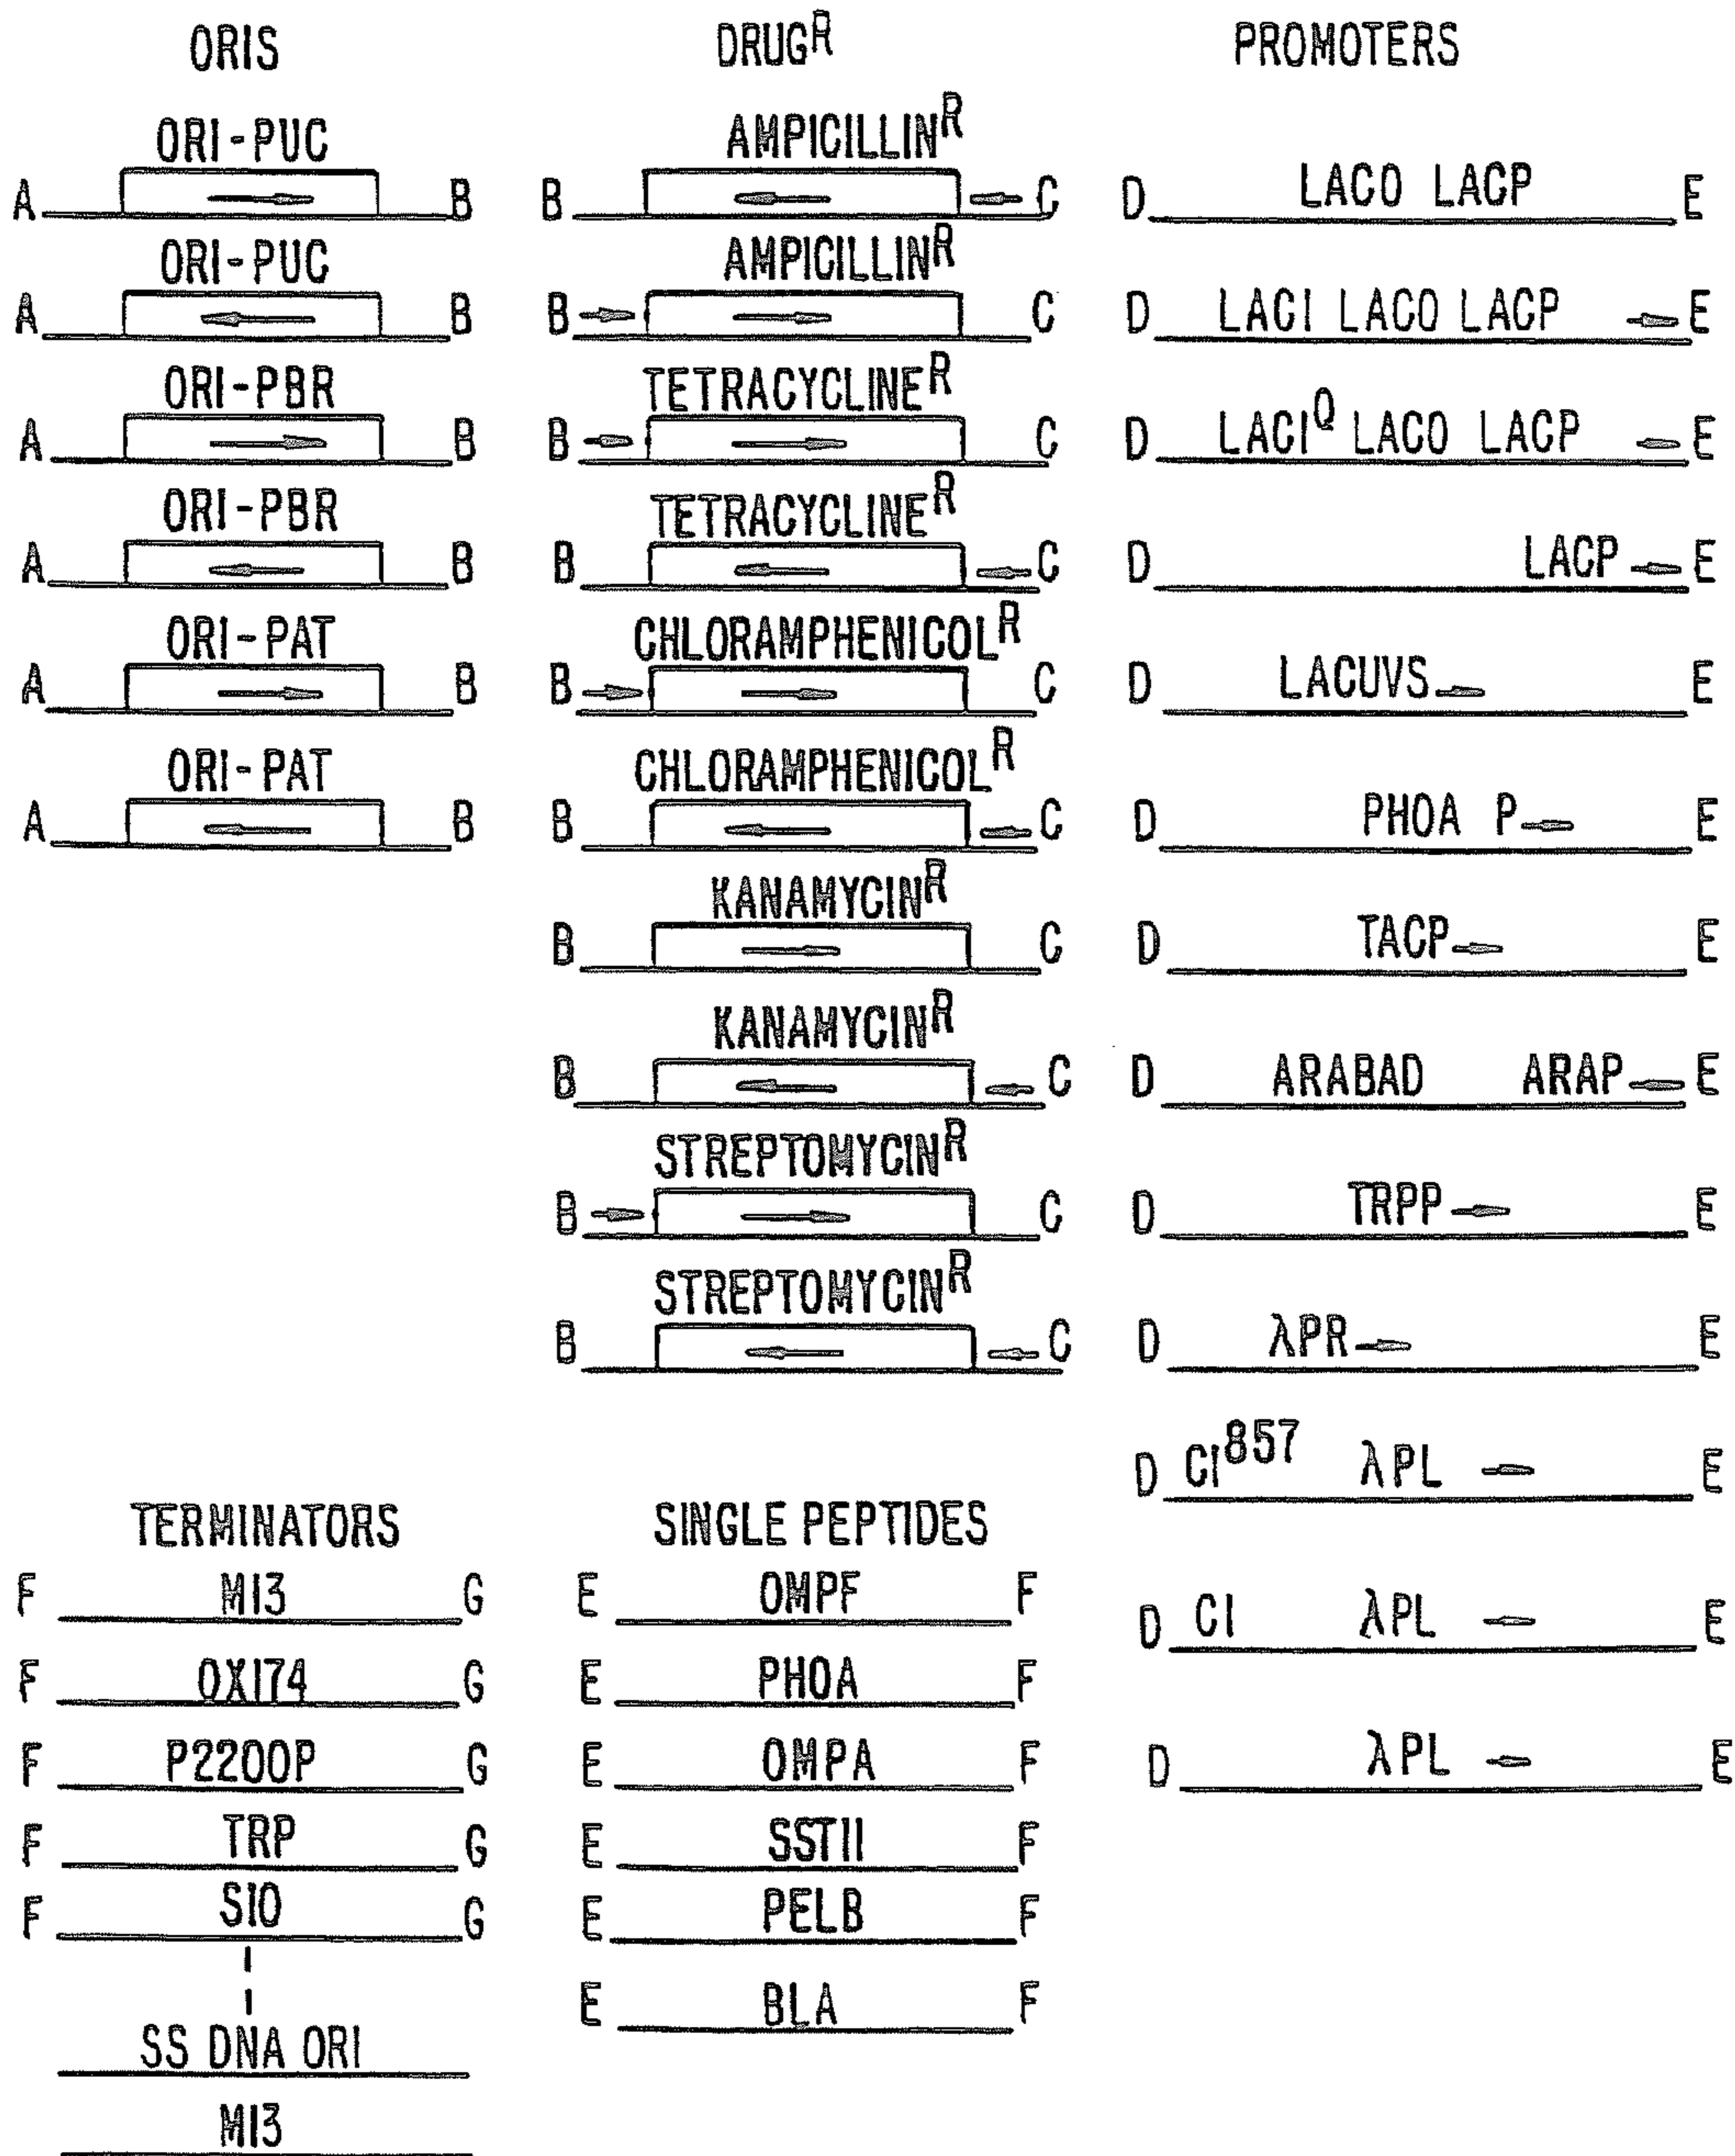 ORIS
A ORI-PUC B
A ORI-PUC B
A ORI-PBR B
A ORI-PBR B
A ORI-PAT B
A ORI-PAT B
DRUGᴿ
B AMPICILLINᴿ C
B AMPICILLINᴿ C
B TETRACYCLINEᴿ C
B TETRACYCLINEᴿ C
B CHLORAMPHENICOLᴿ C
B CHLORAMPHENICOLᴿ C
B KANAMYCINᴿ C
B KANAMYCINᴿ C
B STREPTOMYCINᴿ C
B STREPTOMYCINᴿ C
PROMOTERS
D LACO LACP E
D LACI LACO LACP E
D LACI^Q LACO LACP E
D LACP E
D LACUVS E
D PHOA P E
D TACP E
D ARABAD ARAP E
D TRPP E
D λPR E
D CI⁸⁵⁷ λPL E
D CI λPL E
D λPL E
TERMINATORS
F M13 G
F OX174 G
F P2200P G
F TRP G
F S10 G
SS DNA ORI
M13
SINGLE PEPTIDES
E OMPF F
E PHOA F
E OMPA F
E SSTII F
E PELB F
E BLA F